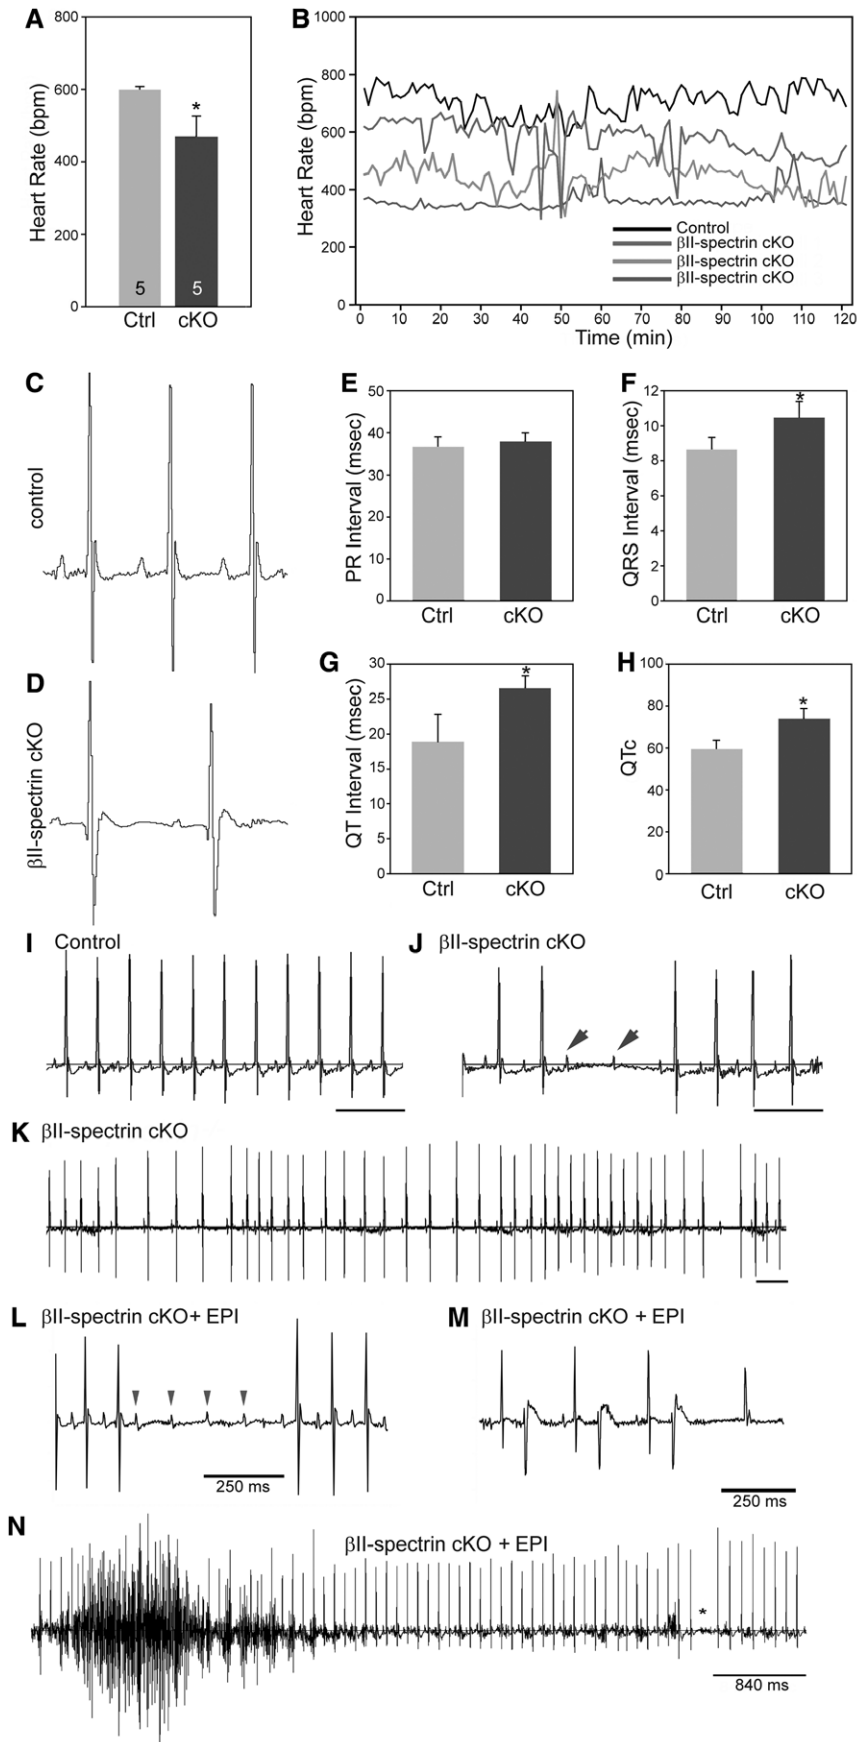 A
Heart Rate (bpm)
800
600
400
200
0
*
5
5
Ctrl
cKO
B
Heart Rate (bpm)
1000
800
600
400
200
0
Control
βII-spectrin cKO
βII-spectrin cKO
βII-spectrin cKO
0 10 20 30 40 50 60 70 80 90 100 110 120
Time (min)
C
control
D
βII-spectrin cKO
E
PR Interval (msec)
50
40
30
20
10
0
Ctrl
cKO
F
QRS Interval (msec)
12
10
8
6
4
2
0
*
Ctrl
cKO
G
QT Interval (msec)
30
25
20
15
10
5
0
*
Ctrl
cKO
H
QTc
100
80
60
40
20
0
*
Ctrl
cKO
I
Control
J
βII-spectrin cKO
K
βII-spectrin cKO
L
βII-spectrin cKO+ EPI
250 ms
M
βII-spectrin cKO + EPI
250 ms
N
βII-spectrin cKO + EPI
*
840 ms